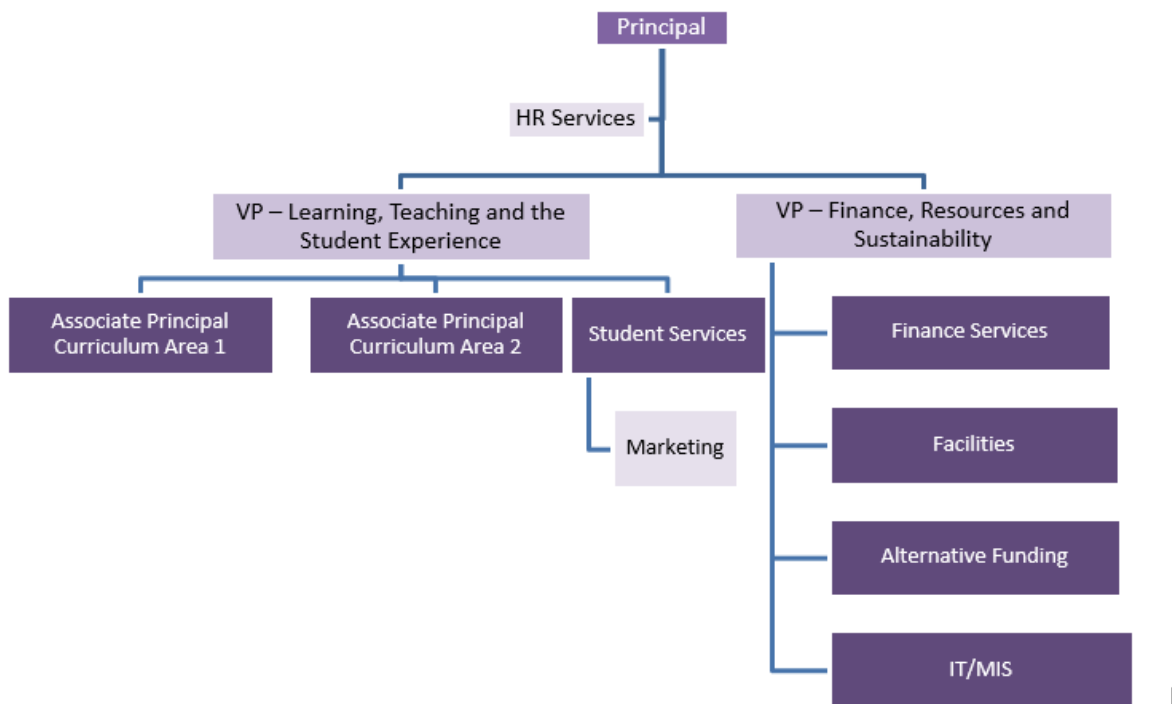 Principal
HR Services
VP – Learning, Teaching and the
Student Experience
VP – Finance, Resources and
Sustainability
Associate Principal
Curriculum Area 1
Associate Principal
Curriculum Area 2
Student Services
Finance Services
Marketing
Facilities
Alternative Funding
IT/MIS